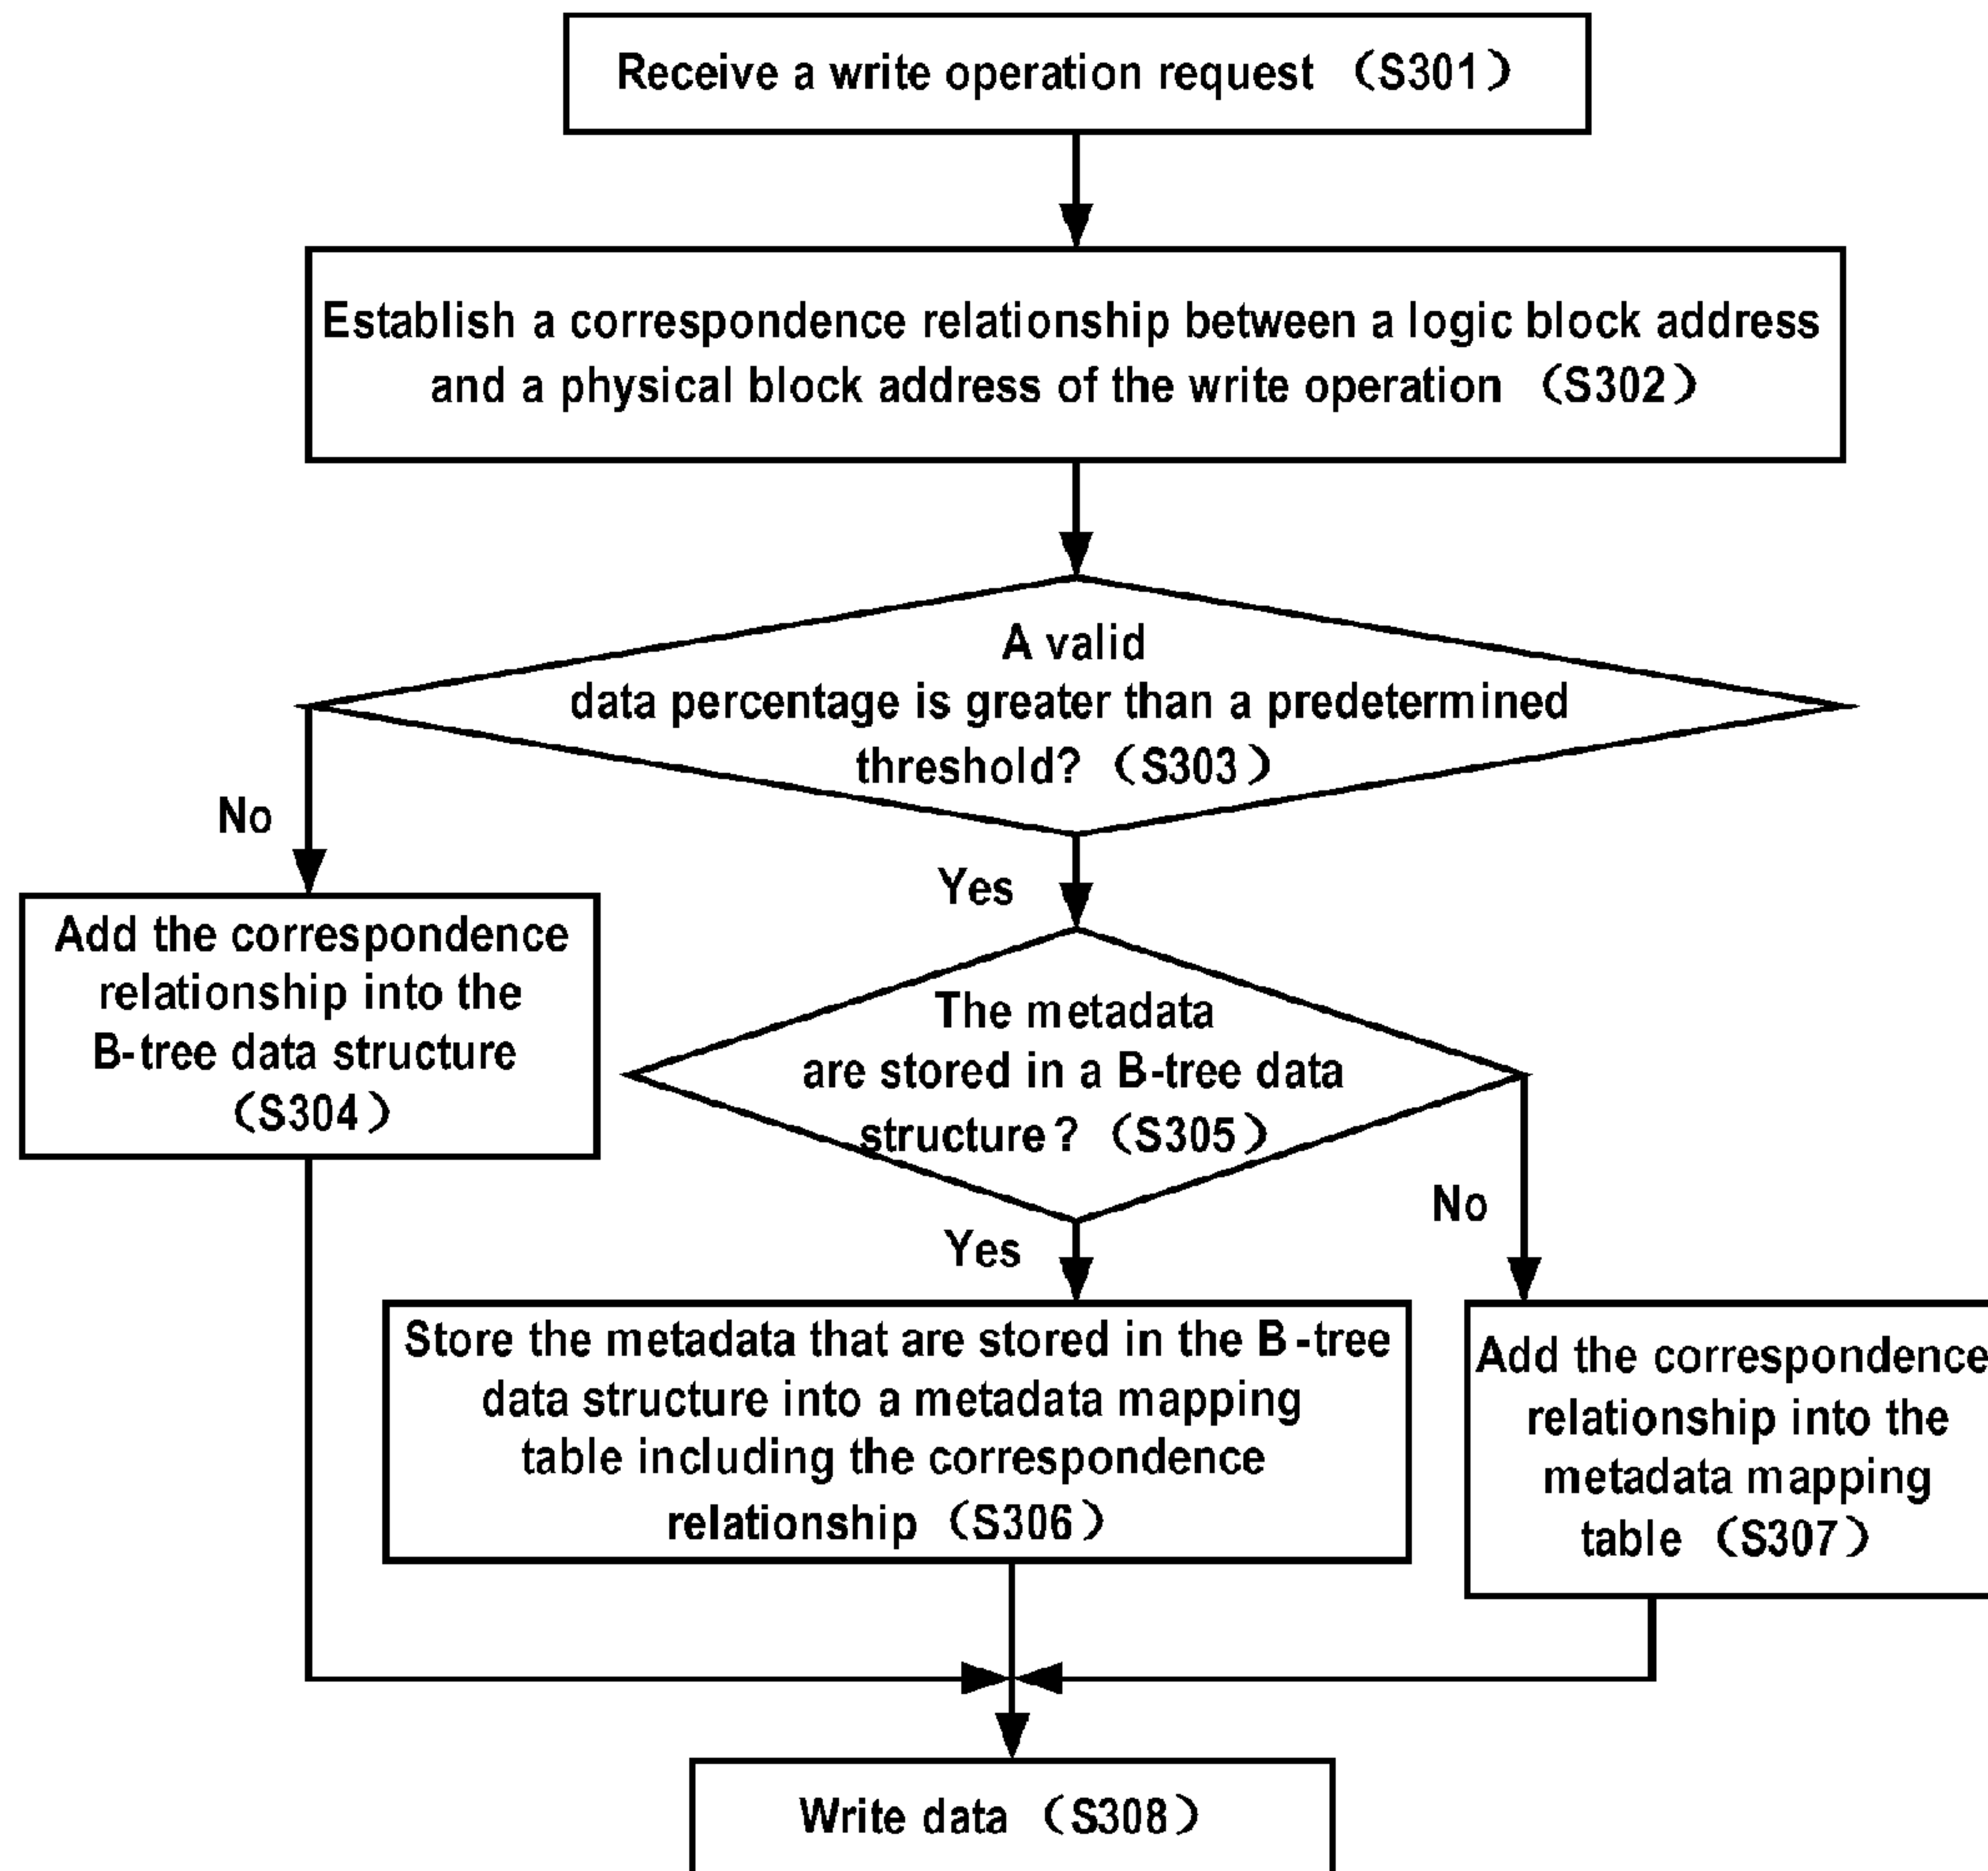 Receive a write operation request （S301）
Establish a correspondence relationship between a logic block address
and a physical block address of the write operation （S302）
A valid
data percentage is greater than a predetermined
threshold? （S303）
No
Yes
Add the correspondence
relationship into the
B-tree data structure
（S304）
The metadata
are stored in a B-tree data
structure? （S305）
No
Yes
Store the metadata that are stored in the B-tree
data structure into a metadata mapping
table including the correspondence
relationship （S306）
Add the correspondence
relationship into the
metadata mapping
table （S307）
Write data （S308）